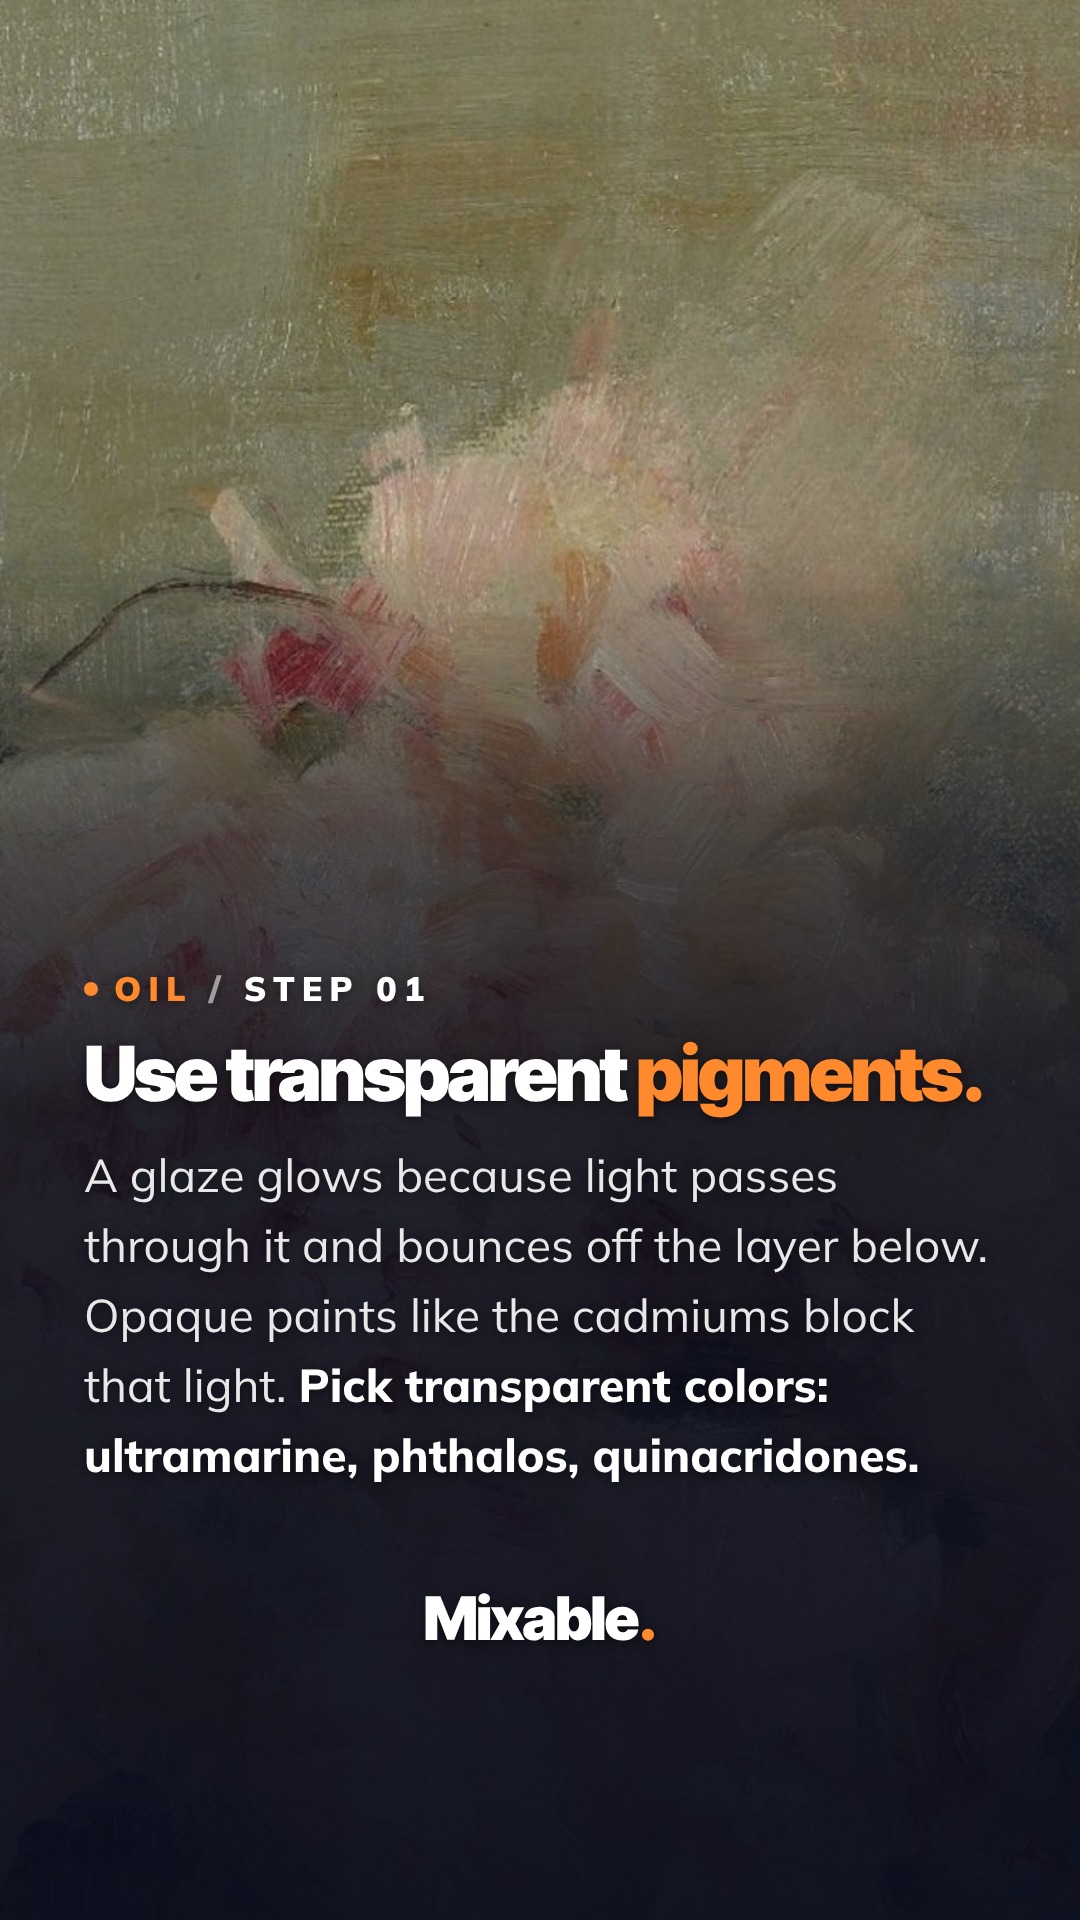 • OIL / STEP 01
Use transparent pigments.
A glaze glows because light passes
through it and bounces off the layer below.
Opaque paints like the cadmiums block
that light. Pick transparent colors:
ultramarine, phthalos, quinacridones.
Mixable.